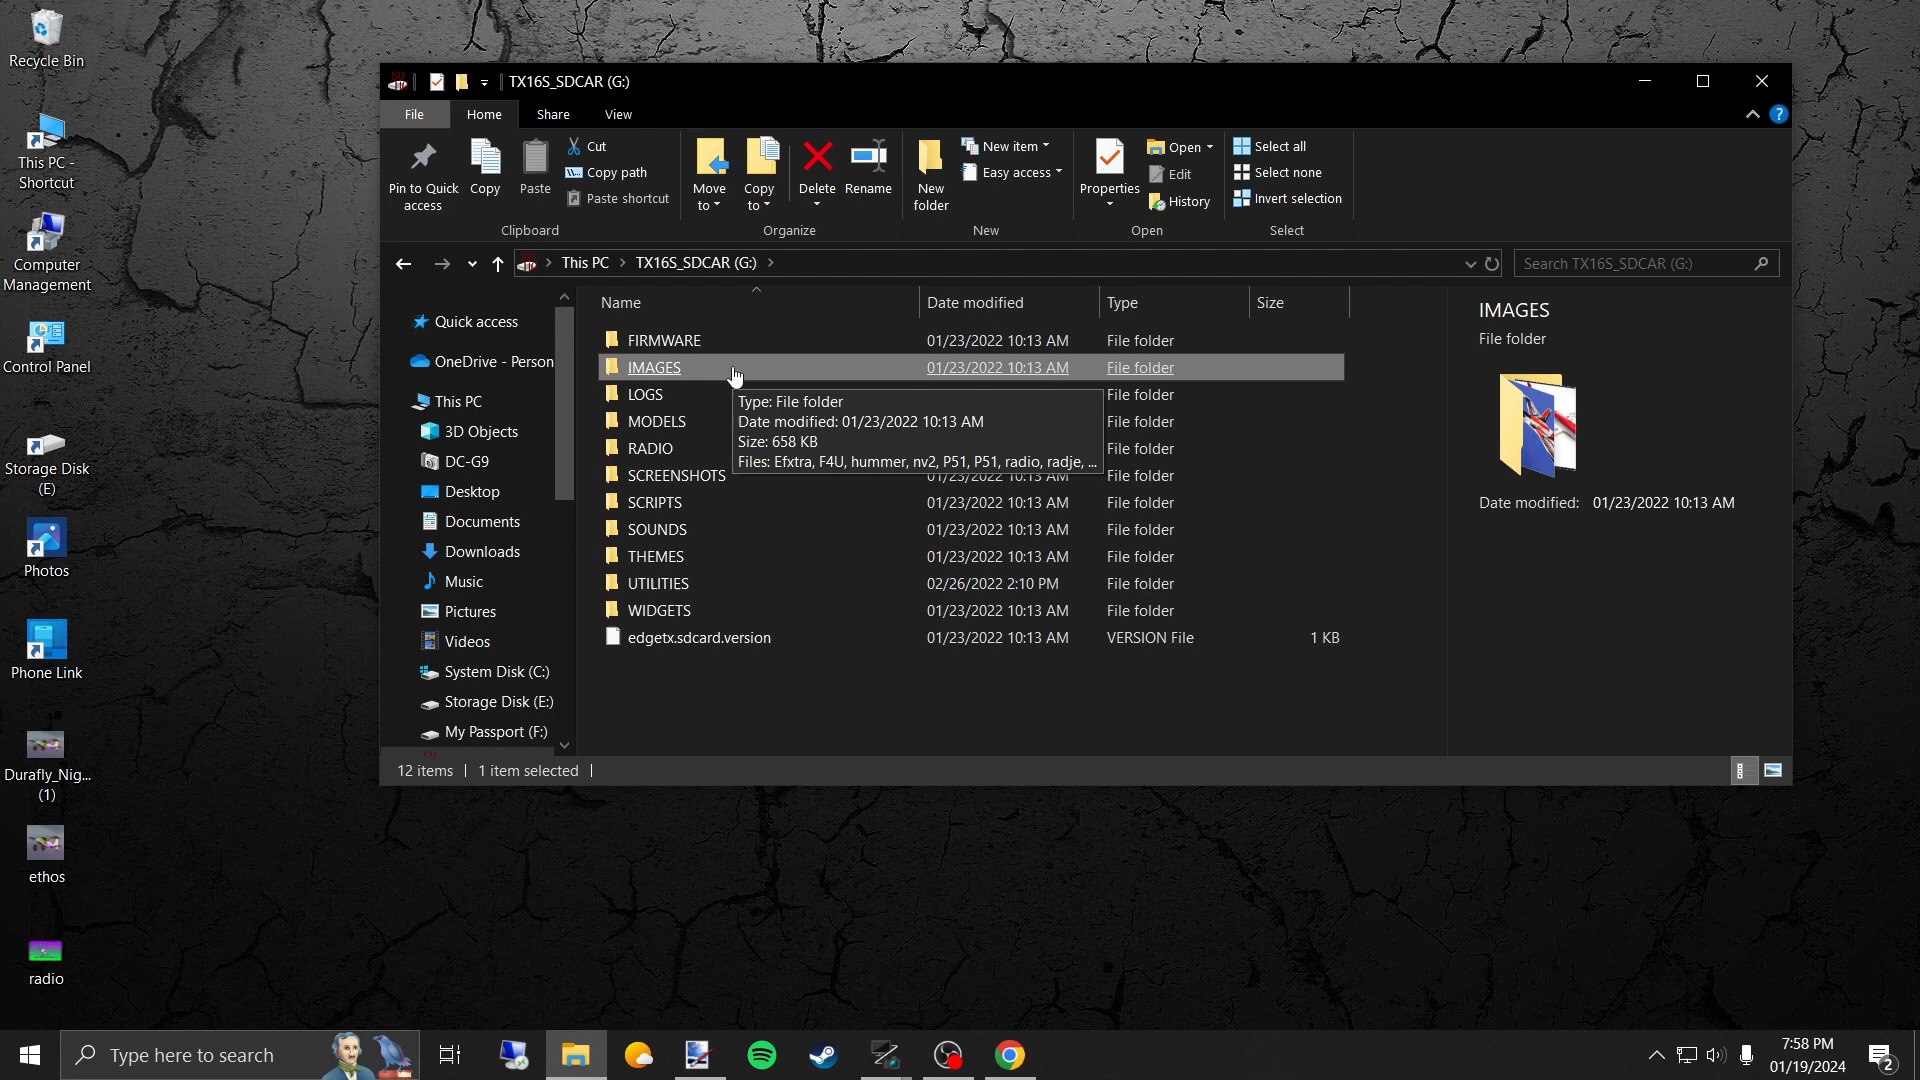 Recycle Bin
This PC -
Shortcut
Computer
Management
Control Panel
Storage Disk
(E)
Photos
Phone Link
Durafly_Nig...
(1)
ethos
radio
TX16S_SDCAR (G:)
File
Home
Share
View
Pin to Quick
access
Copy
Paste
Cut
Copy path
Paste shortcut
Clipboard
Move
to
Copy
to
Delete
Rename
Organize
New
folder
New item
Easy access
New
Properties
Open
Edit
History
Open
Select all
Select none
Invert selection
Select
This PC
TX16S_SDCAR (G:)
Search TX16S_SDCAR (G:)
Quick access
OneDrive - Person
This PC
3D Objects
DC-G9
Desktop
Documents
Downloads
Music
Pictures
Videos
System Disk (C:)
Storage Disk (E:)
My Passport (F:)
Name Date modified Type Size
FIRMWARE 01/23/2022 10:13 AM File folder
IMAGES 01/23/2022 10:13 AM File folder
LOGS File folder
MODELS File folder
RADIO File folder
SCREENSHOTS 01/23/2022 10:13 AM File folder
SCRIPTS 01/23/2022 10:13 AM File folder
SOUNDS 01/23/2022 10:13 AM File folder
THEMES 01/23/2022 10:13 AM File folder
UTILITIES 02/26/2022 2:10 PM File folder
WIDGETS 01/23/2022 10:13 AM File folder
edgetx.sdcard.version 01/23/2022 10:13 AM VERSION File 1 KB
Type: File folder
Date modified: 01/23/2022 10:13 AM
Size: 658 KB
Files: Efxtra, F4U, hummer, nv2, P51, P51, radio, radje, ...
IMAGES
File folder
Date modified: 01/23/2022 10:13 AM
12 items
1 item selected
Type here to search
7:58 PM
01/19/2024
2